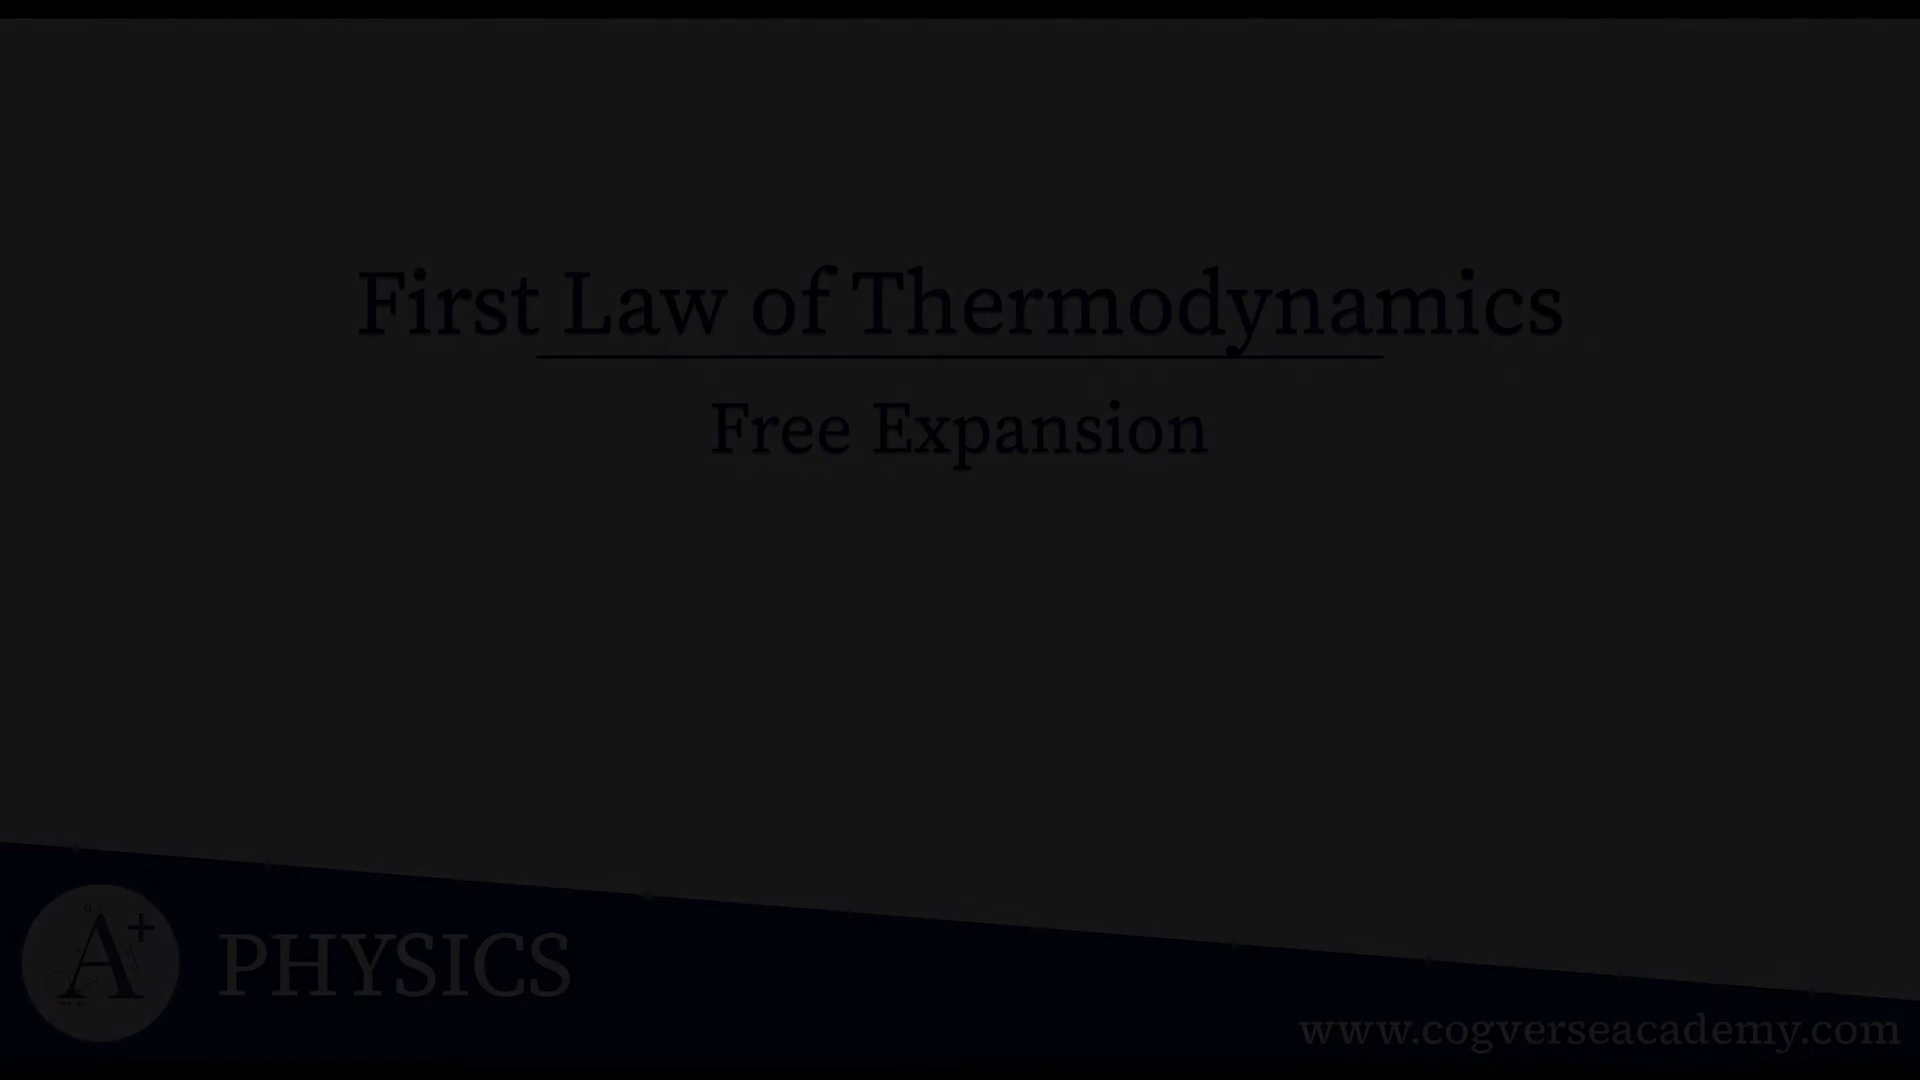 First Law of Thermodynamics
Free Expansion
A+
PHYSICS
www.cogverseacademy.com